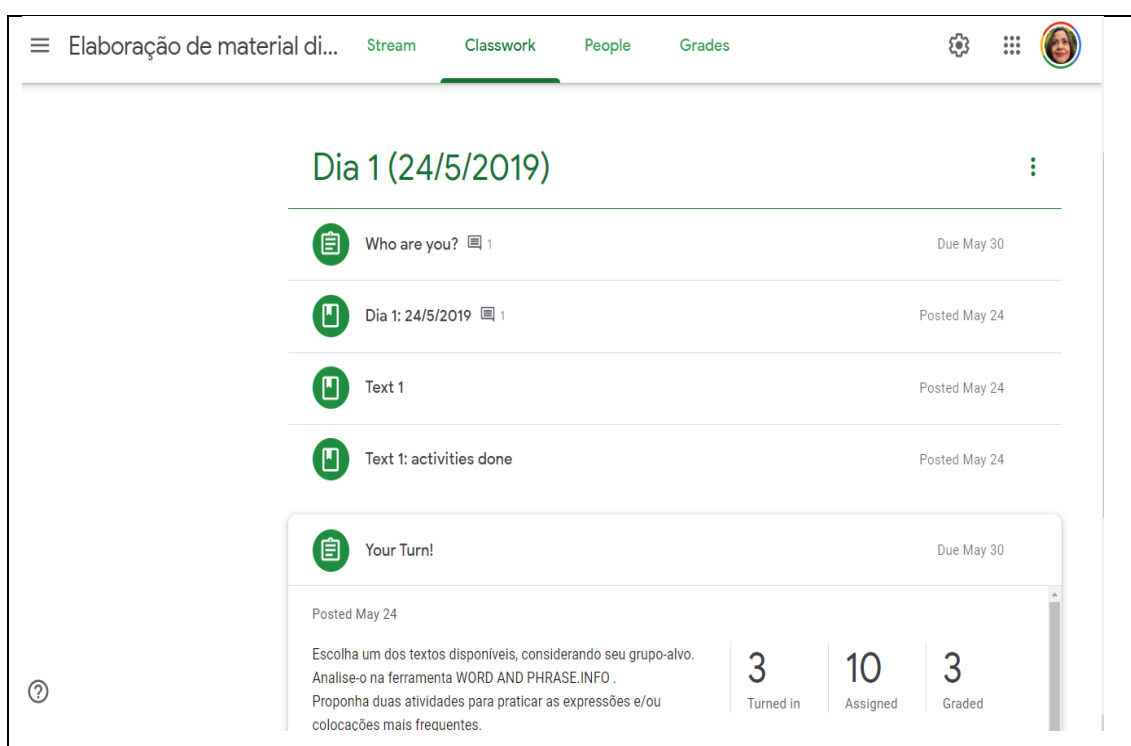 Elaboração de material di... Stream Classwork People Grades
Dia 1 (24/5/2019)
Who are you? 1 Due May 30
Dia 1: 24/5/2019 1 Posted May 24
Text 1 Posted May 24
Text 1: activities done Posted May 24
Your Turn! Due May 30
Posted May 24
Escolha um dos textos disponíveis, considerando seu grupo-alvo.
Analise-o na ferramenta WORD AND PHRASE.INFO .
Proponha duas atividades para praticar as expressões e/ou
colocações mais frequentes.
3 10 3
Turned in Assigned Graded